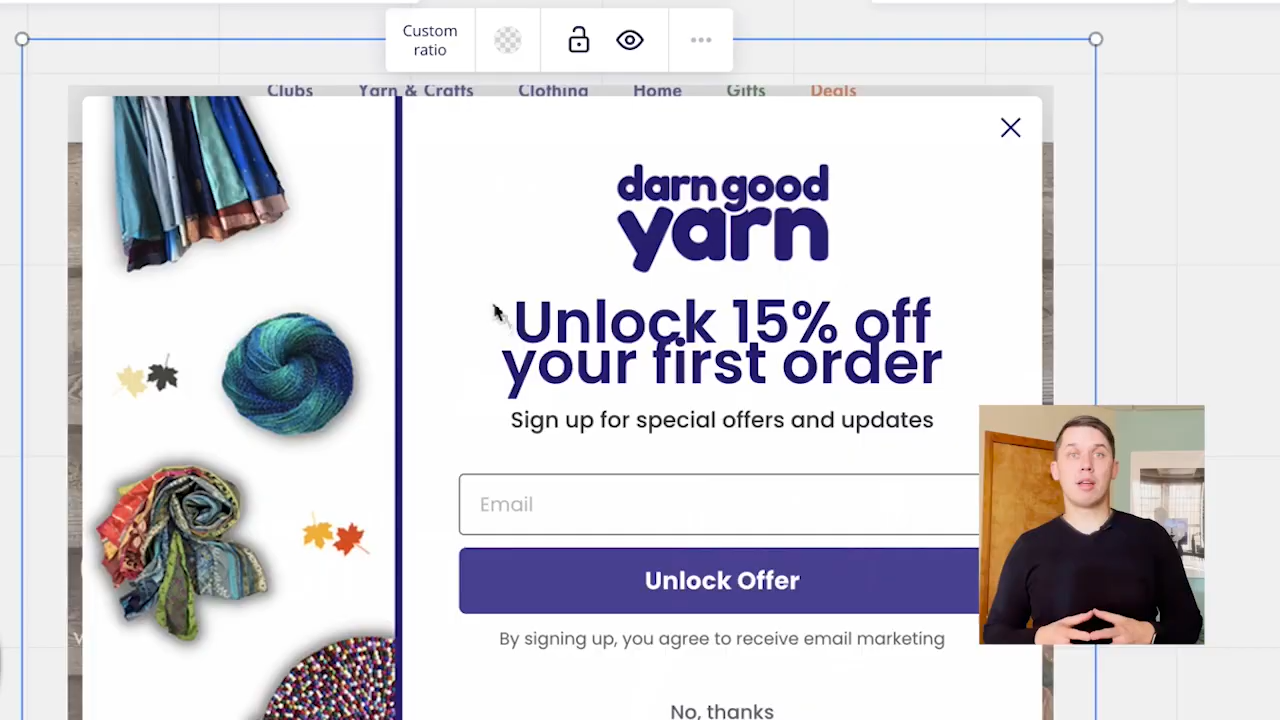 Custom
ratio
Clubs Yarn & Crafts Clothing Home Gifts Deals
darn good
yarn
Unlock 15% off
your first order
Sign up for special offers and updates
Email
Unlock Offer
By signing up, you agree to receive email marketing
No, thanks